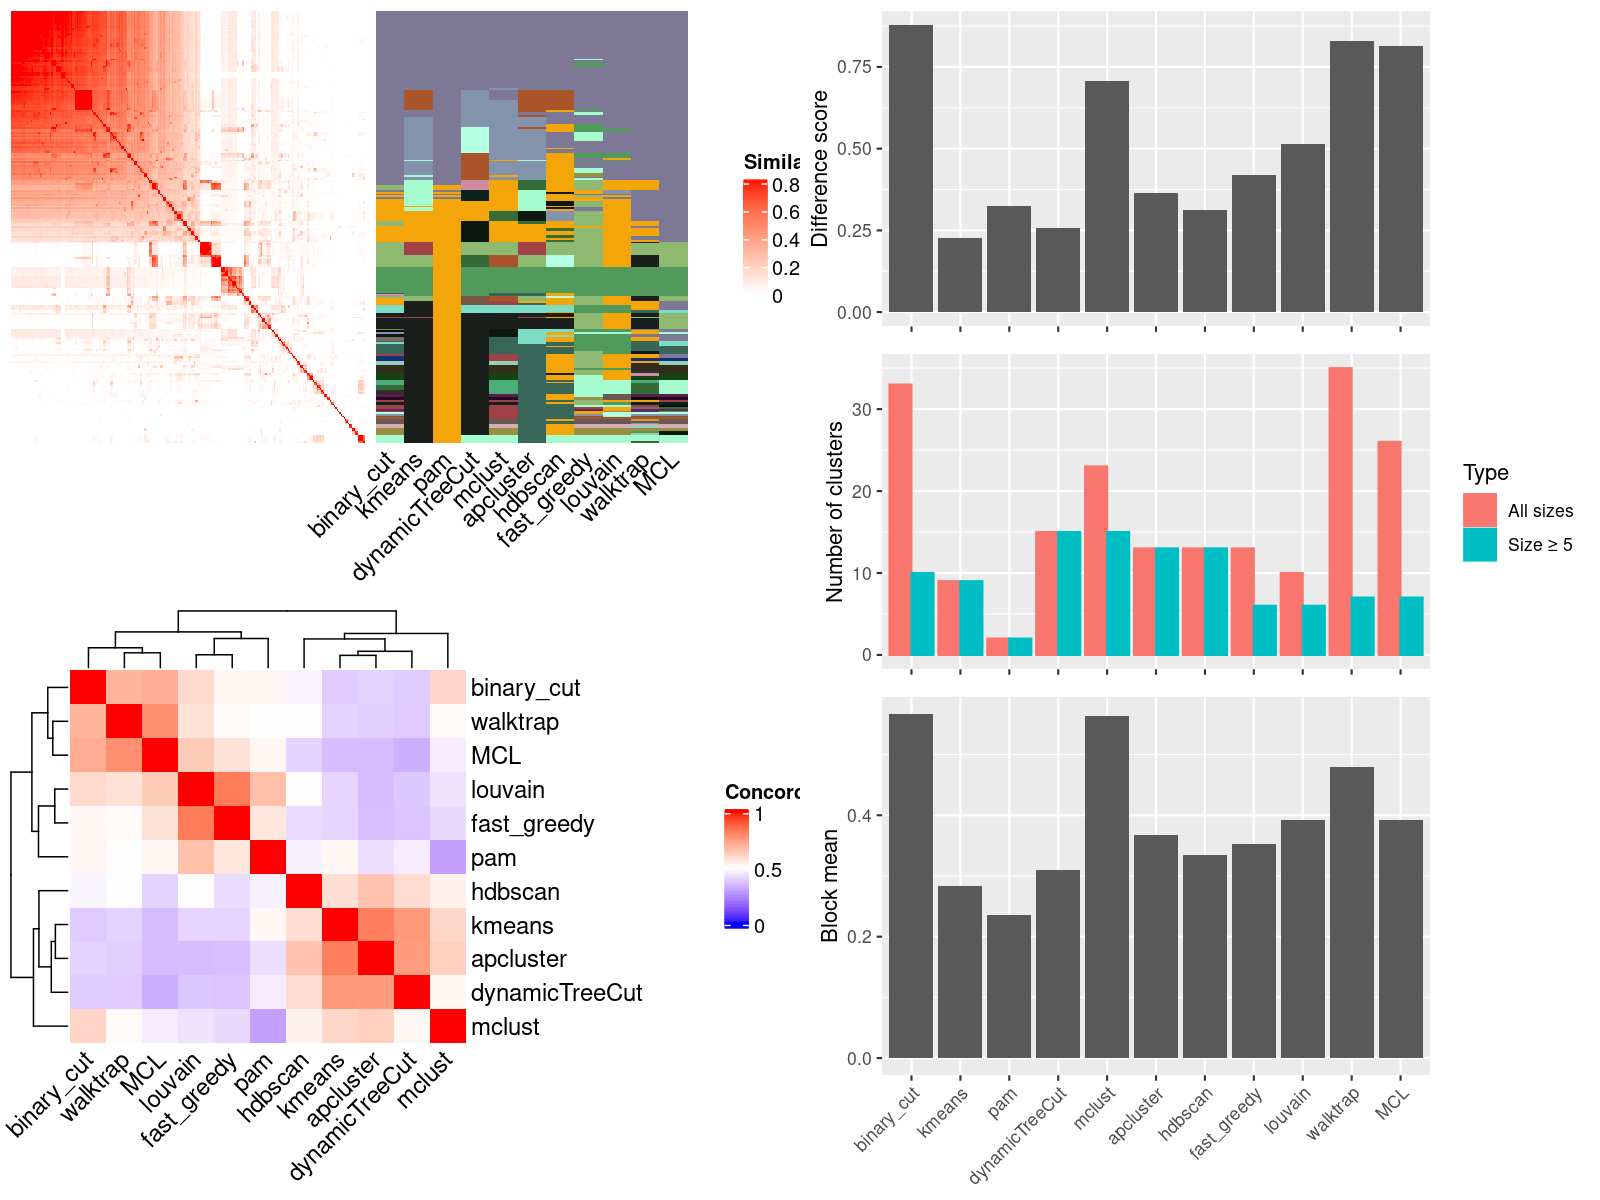 Simila
0.8
0.6
0.4
0.2
0
binary_cut
kmeans
pam
dynamicTreeCut
mclust
apcluster
hdbscan
fast_greedy
louvain
walktrap
MCL
Difference score
0.75
0.50
0.25
0.00
Number of clusters
30
20
10
0
Type
All sizes
Size ≥ 5
binary_cut
walktrap
MCL
louvain
fast_greedy
pam
hdbscan
kmeans
apcluster
dynamicTreeCut
mclust
binary_cut
walktrap
MCL
louvain
fast_greedy
pam
hdbscan
kmeans
apcluster
dynamicTreeCut
mclust
Concord
1
0.5
0
Block mean
0.4
0.2
0.0
binary_cut
kmeans
pam
dynamicTreeCut
mclust
apcluster
hdbscan
fast_greedy
louvain
walktrap
MCL